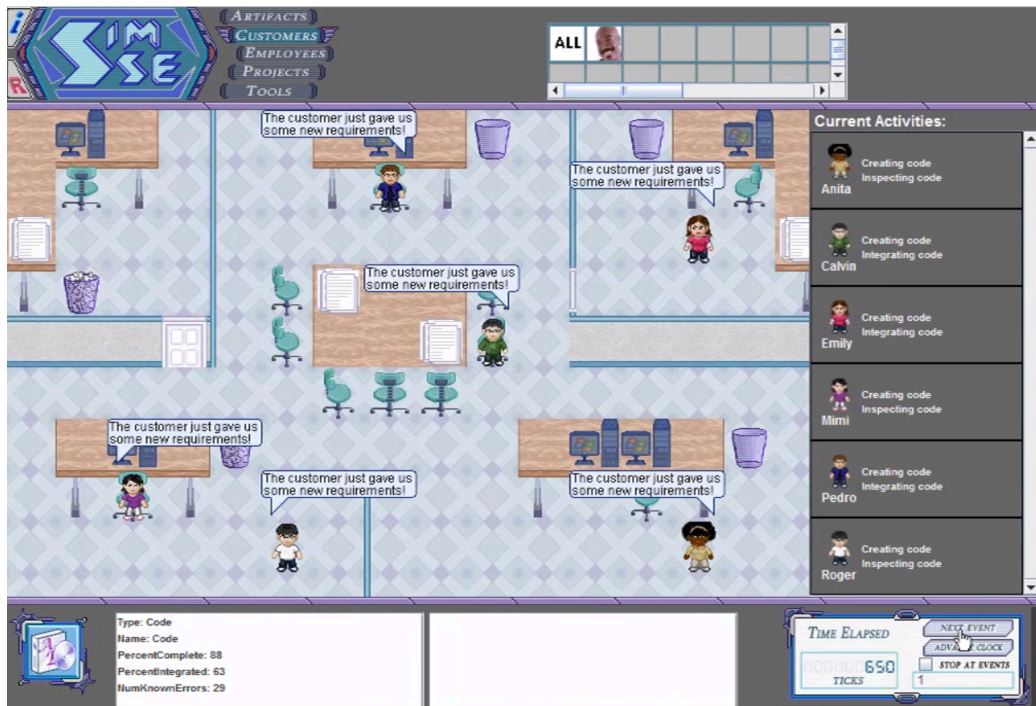 i
R
SIM
SE
ARTIFACTS
CUSTOMERS
EMPLOYEES
PROJECTS
TOOLS
ALL
The customer just gave us
some new requirements!
The customer just gave us
some new requirements!
The customer just gave us
some new requirements!
The customer just gave us
some new requirements!
The customer just gave us
some new requirements!
The customer just gave us
some new requirements!
Current Activities:
Creating code
Inspecting code
Anita
Creating code
Integrating code
Calvin
Creating code
Integrating code
Emily
Creating code
Inspecting code
Mimi
Creating code
Integrating code
Pedro
Creating code
Inspecting code
Roger
Type: Code
Name: Code
PercentComplete: 88
PercentIntegrated: 63
NumKnownErrors: 29
TIME ELAPSED
650
TICKS
NEXT EVENT
ADVANCE CLOCK
STOP AT EVENTS
1